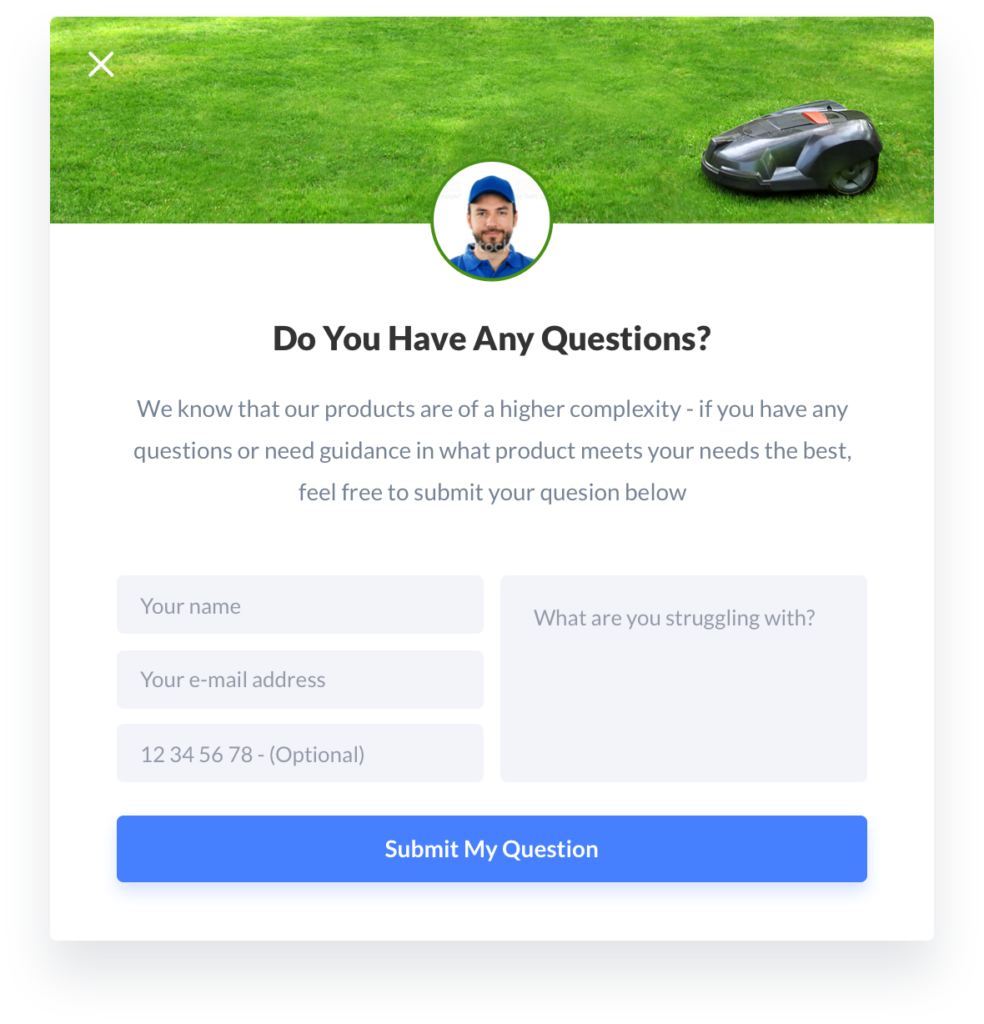 Do You Have Any Questions?
We know that our products are of a higher complexity - if you have any
questions or need guidance in what product meets your needs the best,
feel free to submit your quesion below
Your name
What are you struggling with?
Your e-mail address
12 34 56 78 - (Optional)
Submit My Question